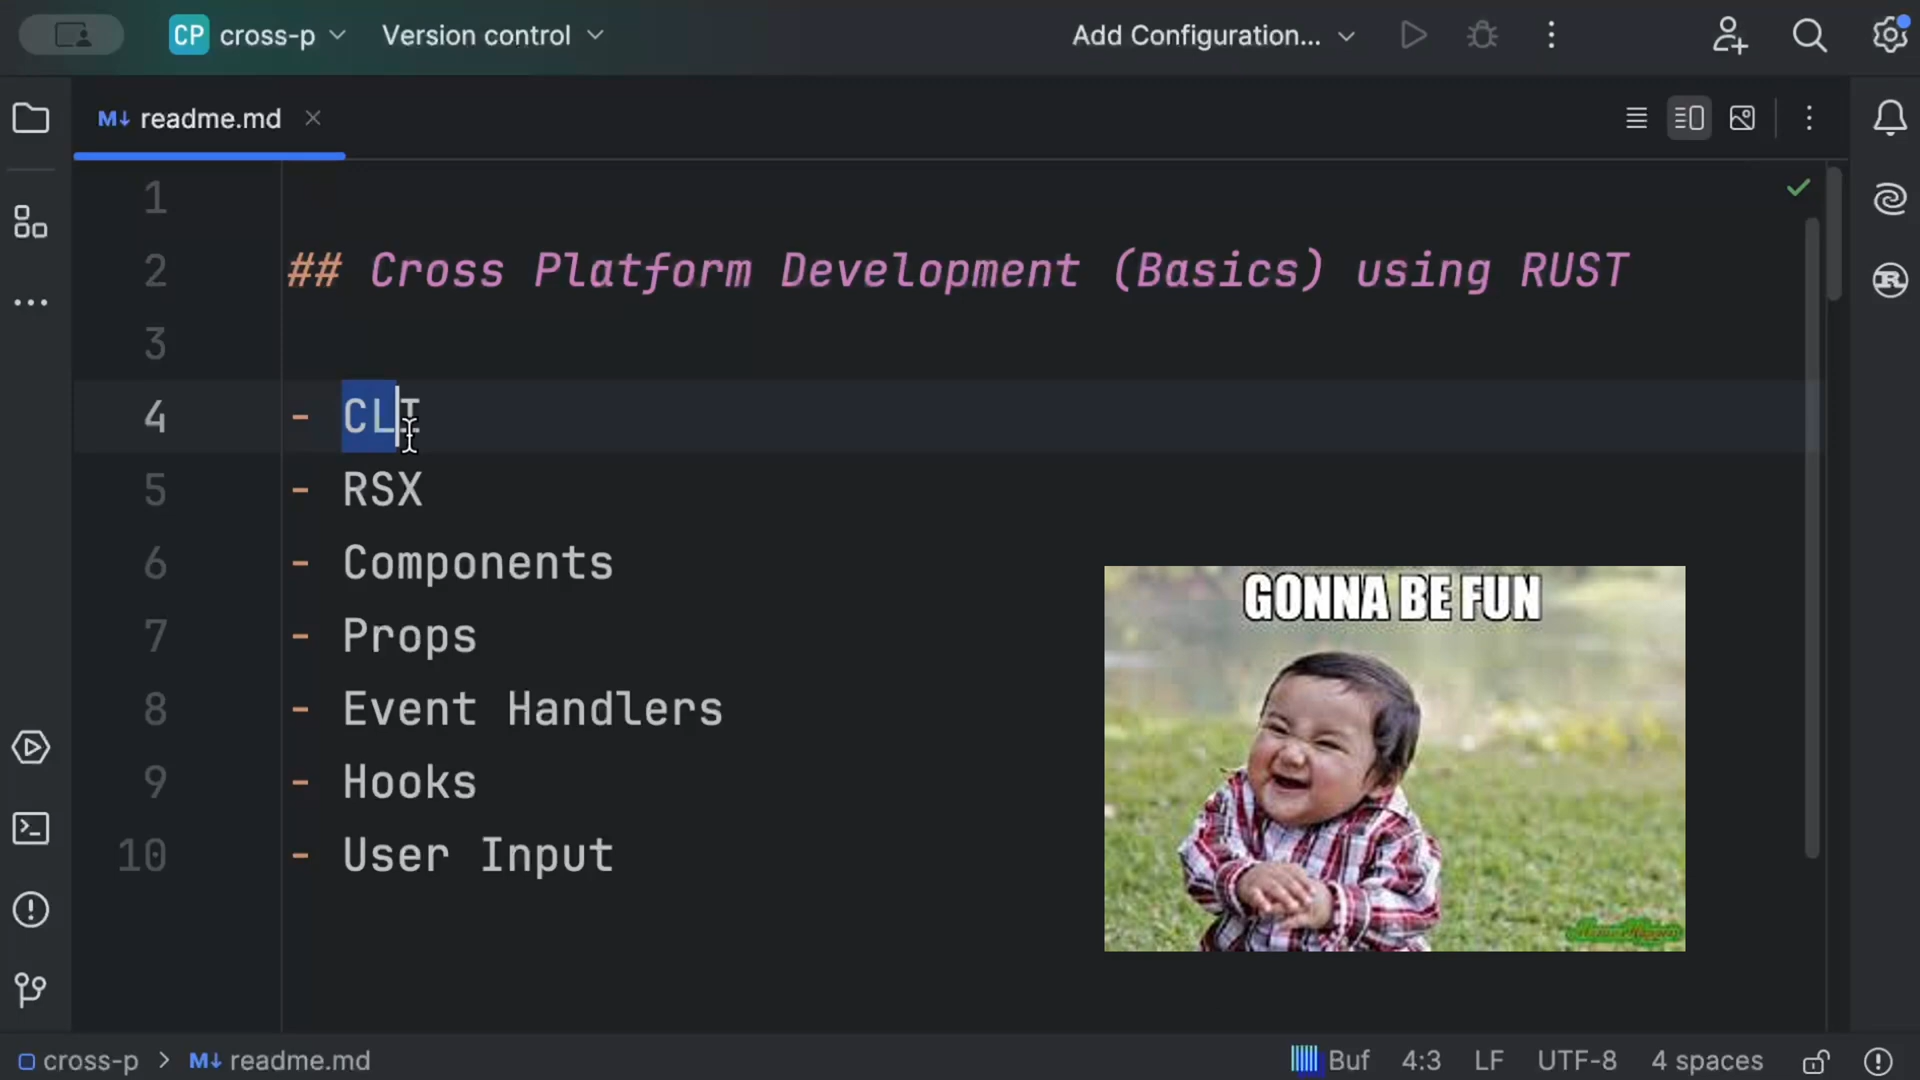 CP cross-p Version control Add Configuration...
M↓ readme.md
1
2 ## Cross Platform Development (Basics) using RUST
3
4 - CLI
5 - RSX
6 - Components
7 - Props
8 - Event Handlers
9 - Hooks
10 - User Input
GONNA BE FUN
cross-p > M↓ readme.md Buf 4:3 LF UTF-8 4 spaces